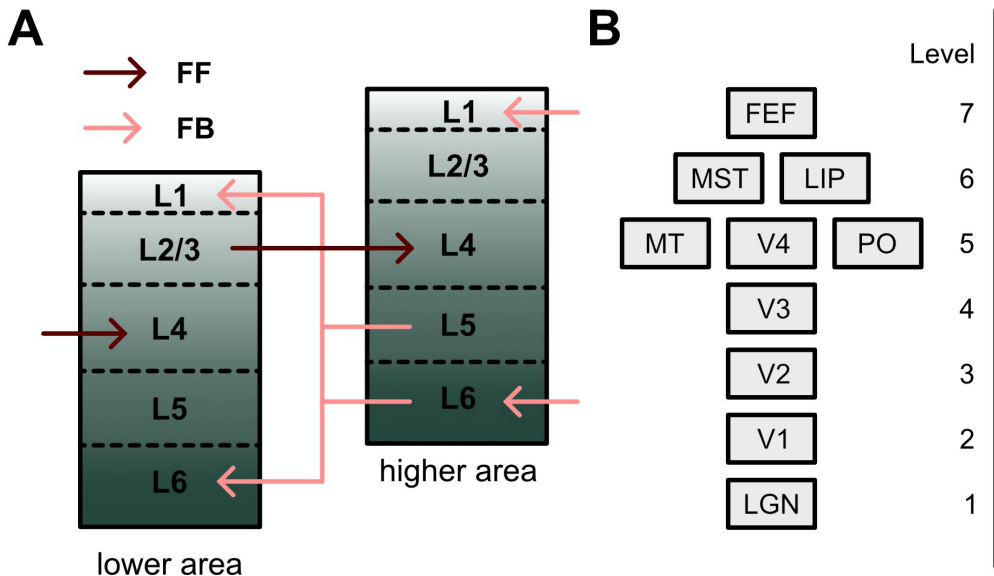 A
FF
FB
L1
L2/3
L4
L5
L6
lower area
L1
L2/3
L4
L5
L6
higher area
B
Level
FEF 7
MST LIP 6
MT V4 PO 5
V3 4
V2 3
V1 2
LGN 1